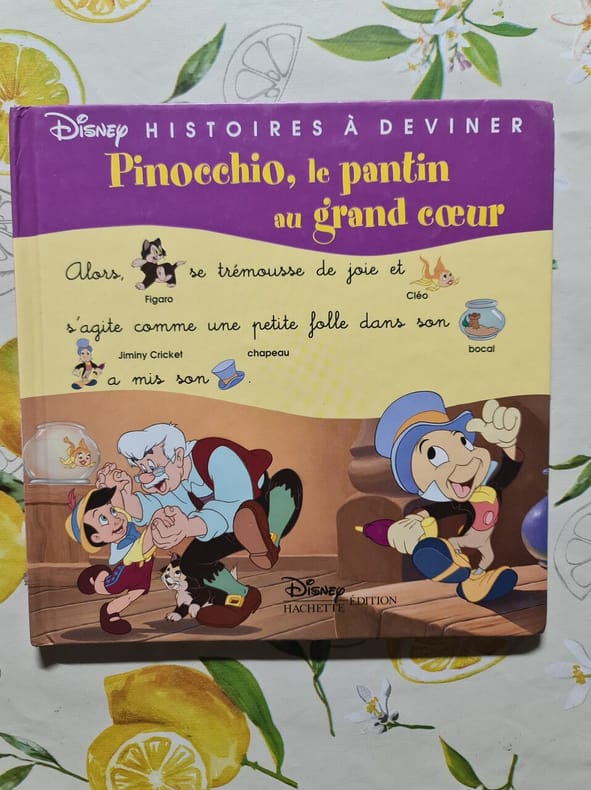 Disney HISTOIRES À DEVINER
Pinocchio, le pantin
au grand cœur
Alors, se trémousse de joie et
Figaro Cléo
s'agite comme une petite folle dans son
Jiminy Cricket chapeau bocal
a mis son .
Disney
HACHETTE ÉDITION